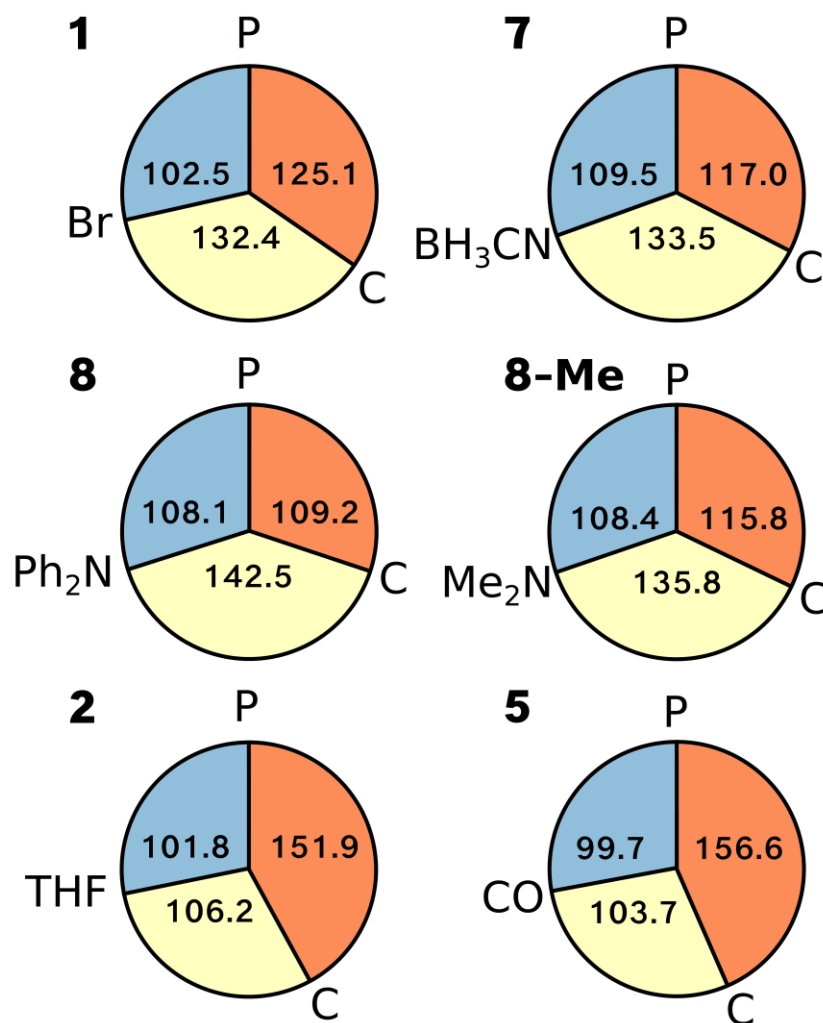 1 P 7 P
102.5 125.1 109.5 117.0
Br 132.4 BH₃CN 133.5
C C
8 P 8–Me P
108.1 109.2 108.4 115.8
Ph₂N 142.5 C Me₂N 135.8 C
2 P 5 P
101.8 151.9 99.7 156.6
THF 106.2 CO 103.7
C C